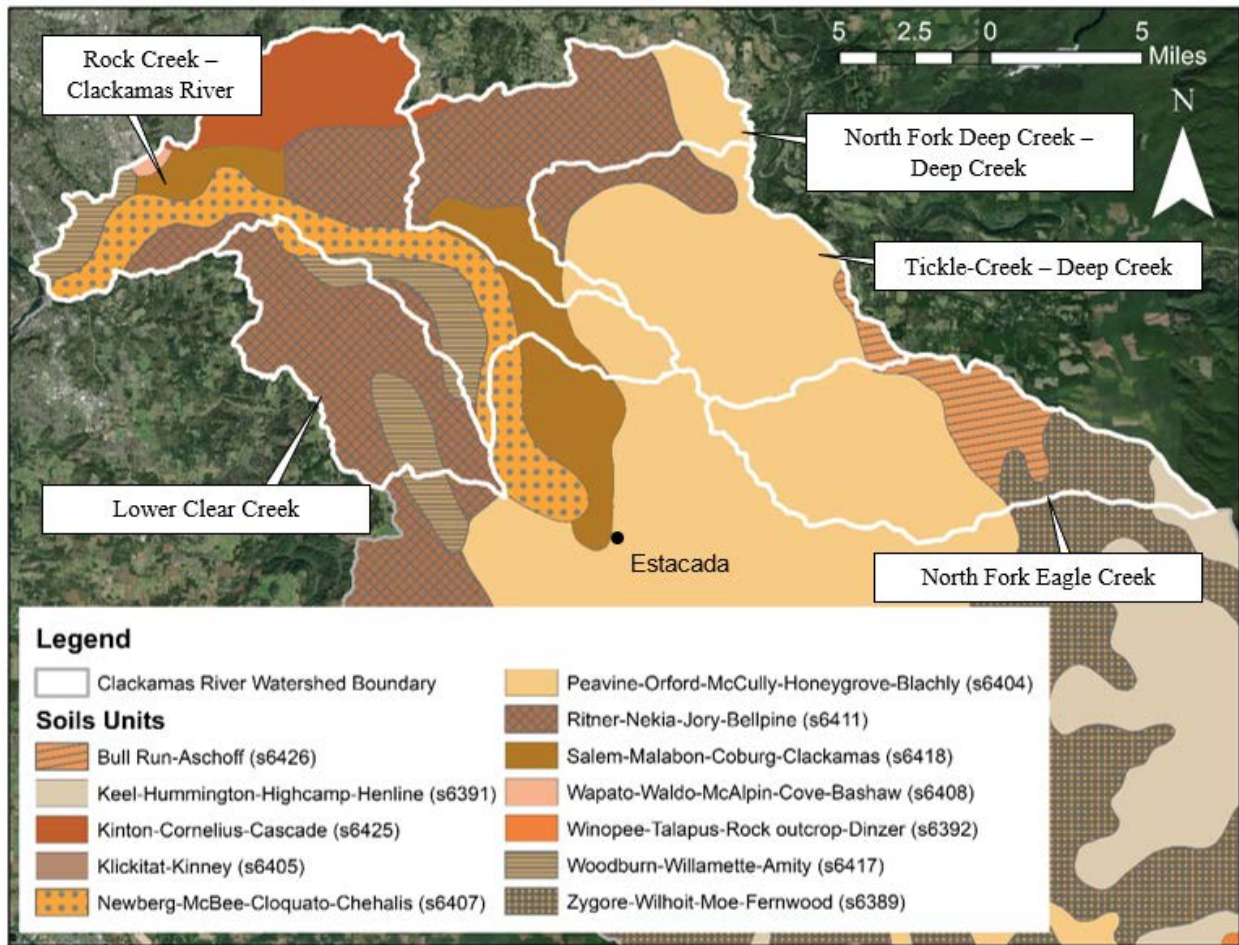 Rock Creek –
Clackamas River
5 2.5 0 5
Miles
N
North Fork Deep Creek –
Deep Creek
Tickle-Creek – Deep Creek
Lower Clear Creek
Estacada
North Fork Eagle Creek
Legend
Clackamas River Watershed Boundary
Soils Units
Bull Run-Aschoff (s6426)
Keel-Hummington-Highcamp-Henline (s6391)
Kinton-Cornelius-Cascade (s6425)
Klickitat-Kinney (s6405)
Newberg-McBee-Cloquato-Chehalis (s6407)
Peavine-Orford-McCully-Honeygrove-Blachly (s6404)
Ritner-Nekia-Jory-Bellpine (s6411)
Salem-Malabon-Coburg-Clackamas (s6418)
Wapato-Waldo-McAlpin-Cove-Bashaw (s6408)
Winopee-Talapus-Rock outcrop-Dinzer (s6392)
Woodburn-Willamette-Amity (s6417)
Zygore-Wilhoit-Moe-Fernwood (s6389)